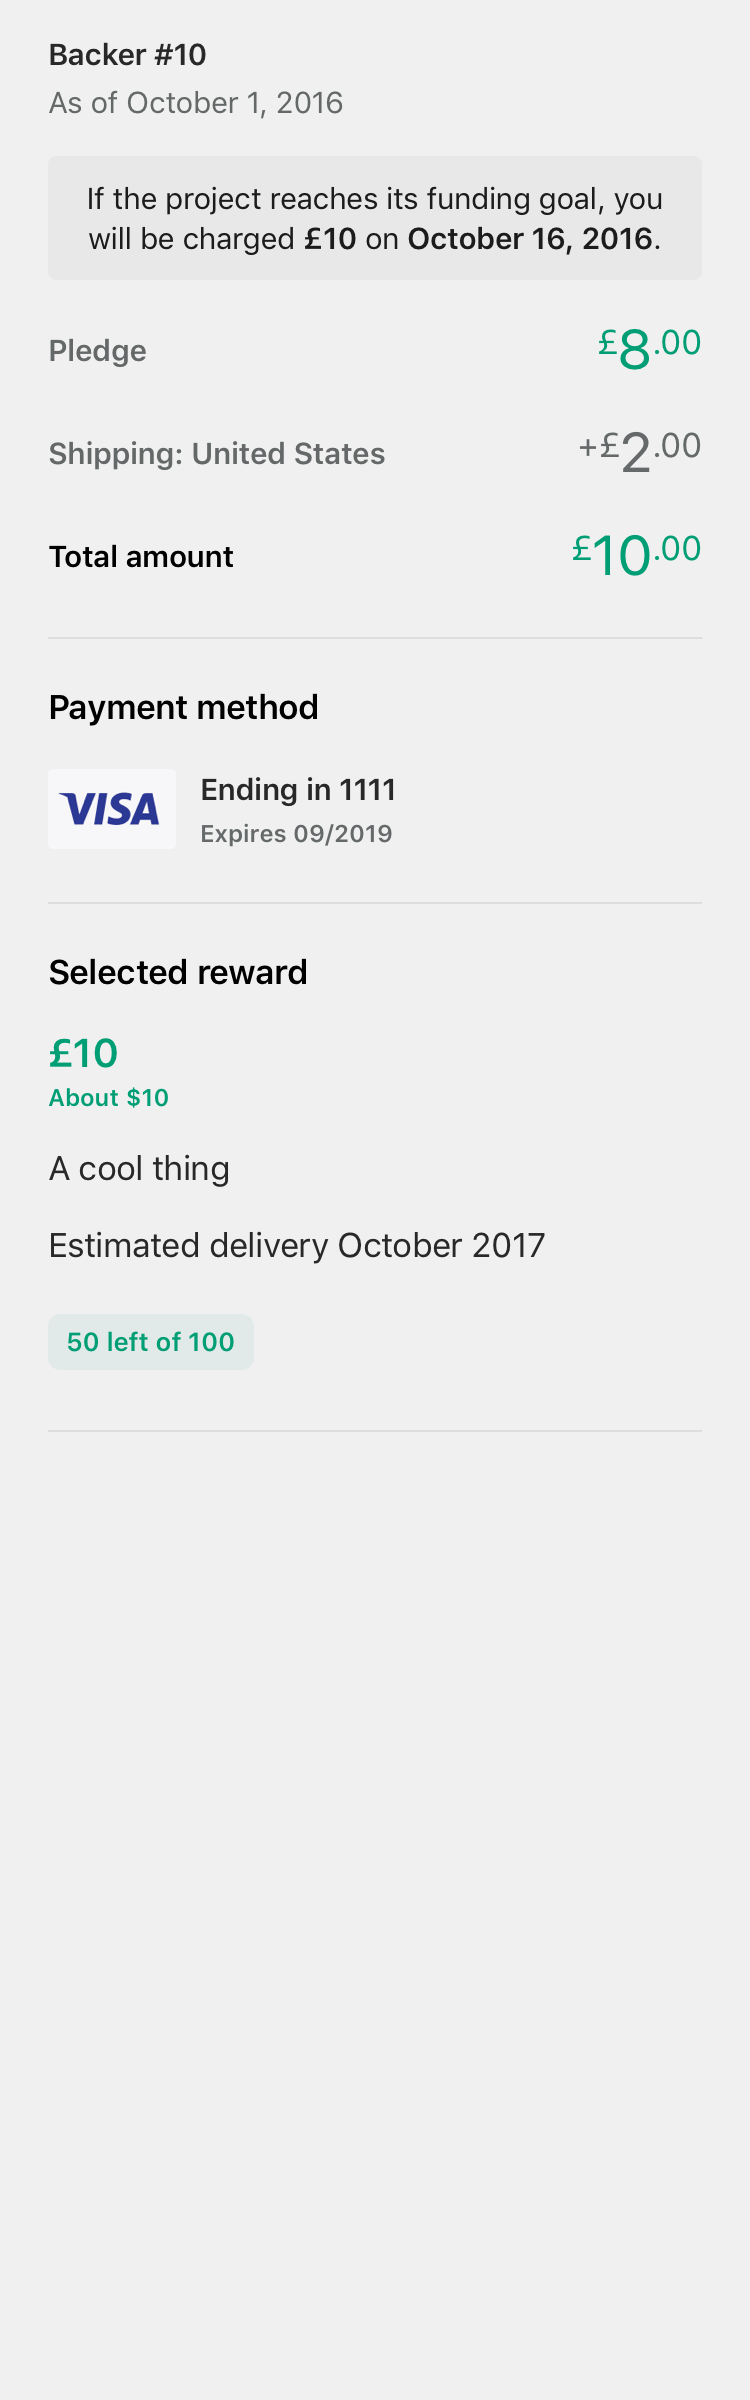 Backer #10
As of October 1, 2016
If the project reaches its funding goal, you
will be charged £10 on October 16, 2016.
Pledge £8.00
Shipping: United States +£2.00
Total amount £10.00
Payment method
VISA
Ending in 1111
Expires 09/2019
Selected reward
£10
About $10
A cool thing
Estimated delivery October 2017
50 left of 100